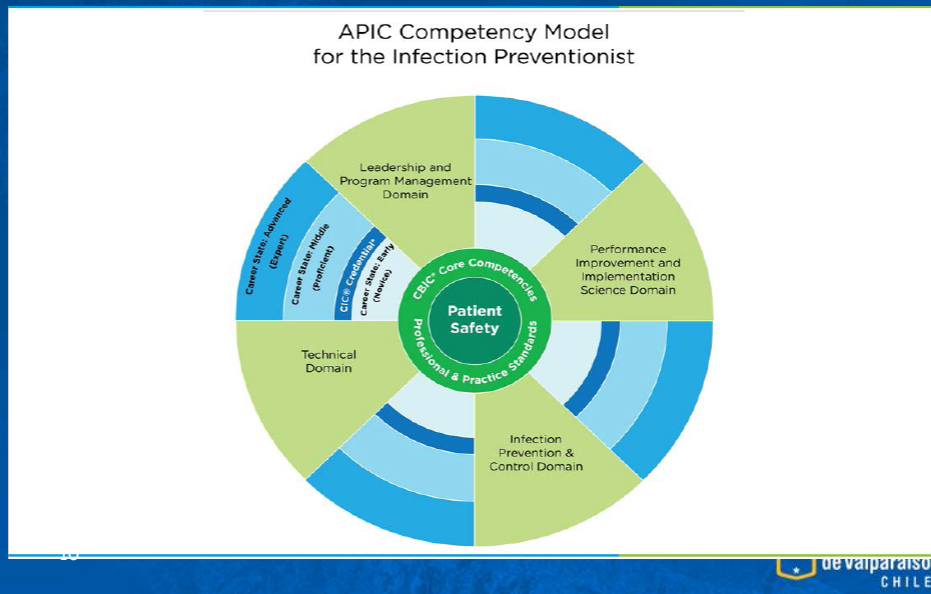 APIC Competency Model
for the Infection Preventionist
Leadership and
Program Management
Domain
Performance
Improvement and
Implementation
Science Domain
Infection
Prevention &
Control Domain
Technical
Domain
Career State: Advanced
(Expert)
Career State: Middle
(Proficient)
CIC® Credential*
Career State: Early
(Novice)
CBIC® Core Competencies
Professional & Practice Standards
Patient
Safety
de Valparaíso
CHILE